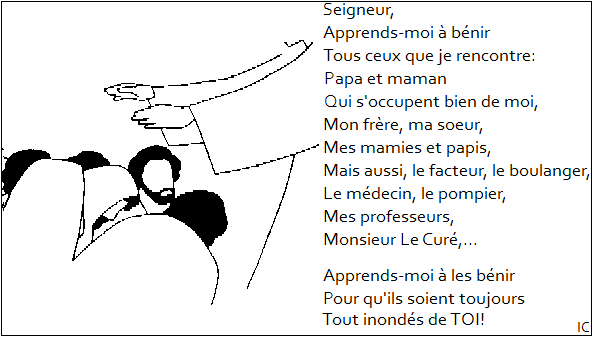 Seigneur,
Apprends-moi à bénir
Tous ceux que je rencontre:
Papa et maman
Qui s'occupent bien de moi,
Mon frère, ma soeur,
Mes mamies et papis,
Mais aussi, le facteur, le boulanger,
Le médecin, le pompier,
Mes professeurs,
Monsieur Le Curé,...
Apprends-moi à les bénir
Pour qu'ils soient toujours
Tout inondés de TOI!
IC